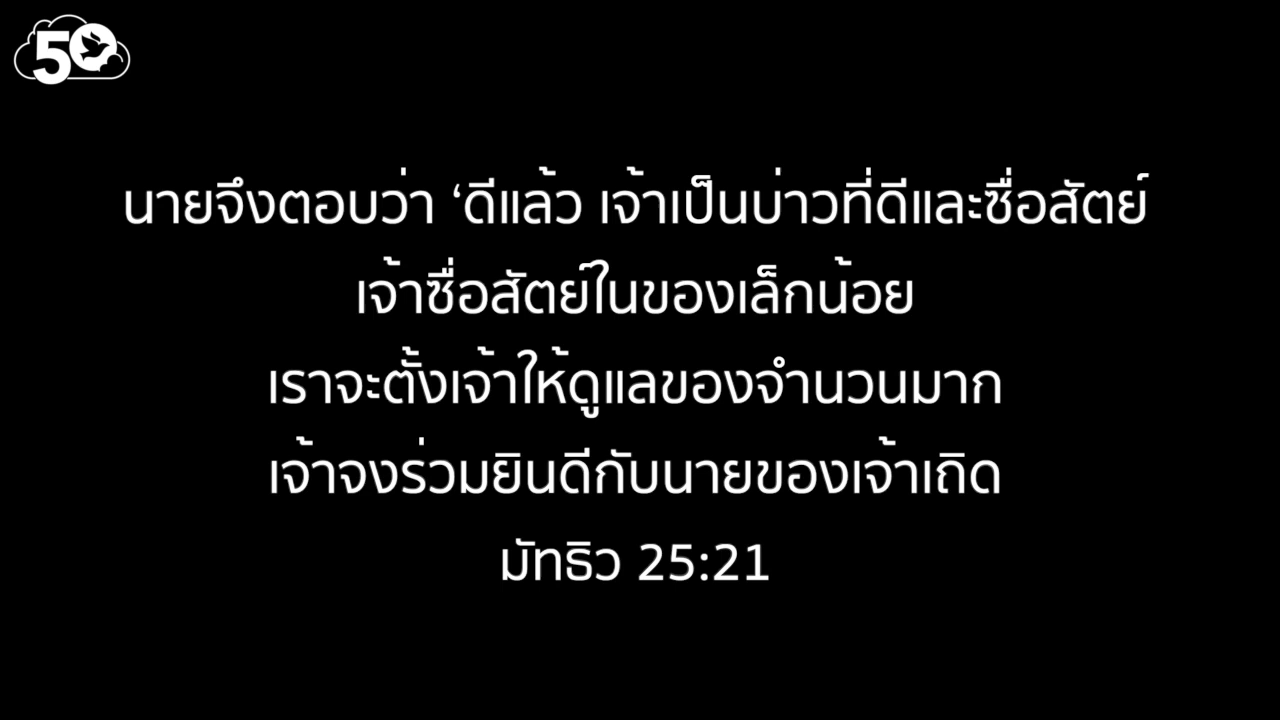 50
นายจึงตอบว่า ‘ดีแล้ว เจ้าเป็นบ่าวที่ดีและซื่อสัตย์
เจ้าซื่อสัตย์ในของเล็กน้อย
เราจะตั้งเจ้าให้ดูแลของจำนวนมาก
เจ้าจงร่วมยินดีกับนายของเจ้าเถิด
มัทธิว 25:21